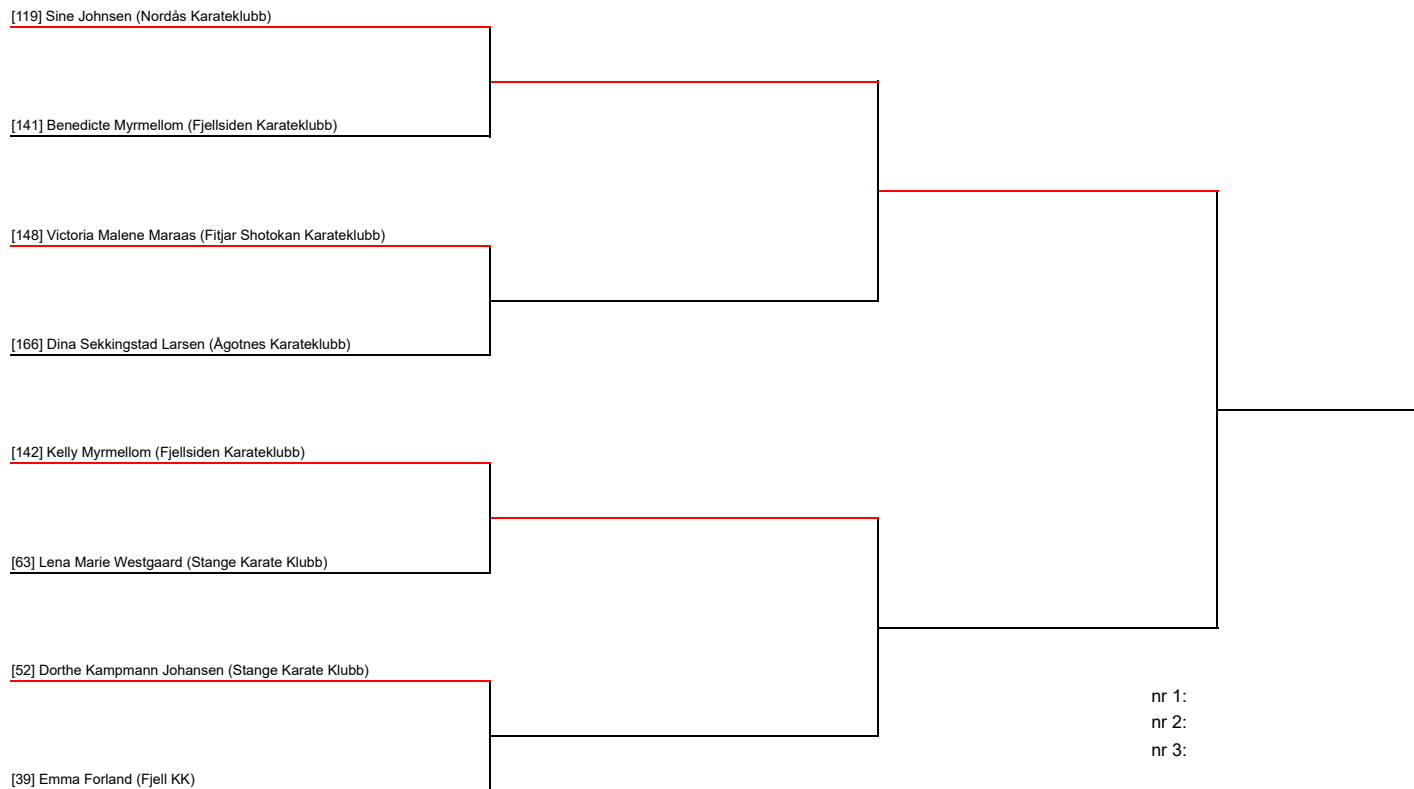 [119] Sine Johnsen (Nordås Karateklubb)
[141] Benedicte Myrmellom (Fjellsiden Karateklubb)
[148] Victoria Malene Maraas (Fitjar Shotokan Karateklubb)
[166] Dina Sekkingstad Larsen (Ågotnes Karateklubb)
[142] Kelly Myrmellom (Fjellsiden Karateklubb)
[63] Lena Marie Westgaard (Stange Karate Klubb)
[52] Dorthe Kampmann Johansen (Stange Karate Klubb)
[39] Emma Forland (Fjell KK)
nr 1:
nr 2:
nr 3: